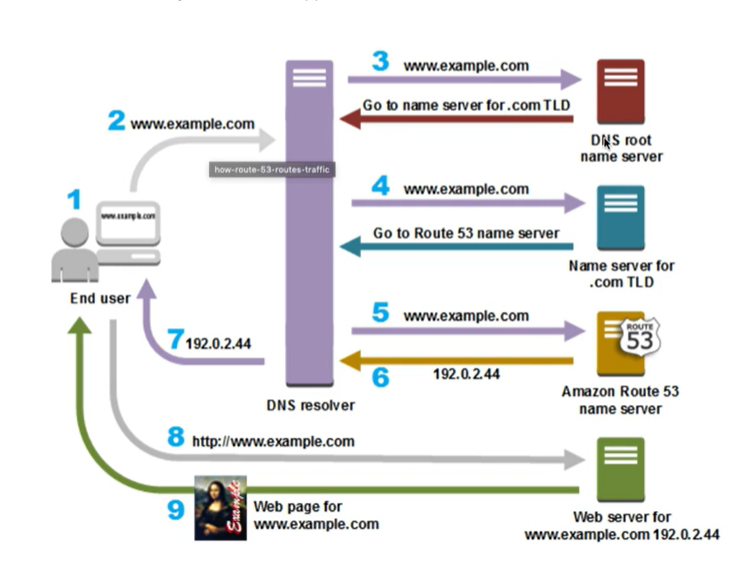 3 www.example.com
Go to name server for .com TLD
DNS root
name server
2 www.example.com
how-route-53-routes-traffic
1
www.example.com
End user
4 www.example.com
Go to Route 53 name server
Name server for
.com TLD
5 www.example.com
ROUTE
53
6 192.0.2.44
Amazon Route 53
name server
7 192.0.2.44
DNS resolver
8 http://www.example.com
9
Example
Web page for
www.example.com
Web server for
www.example.com 192.0.2.44